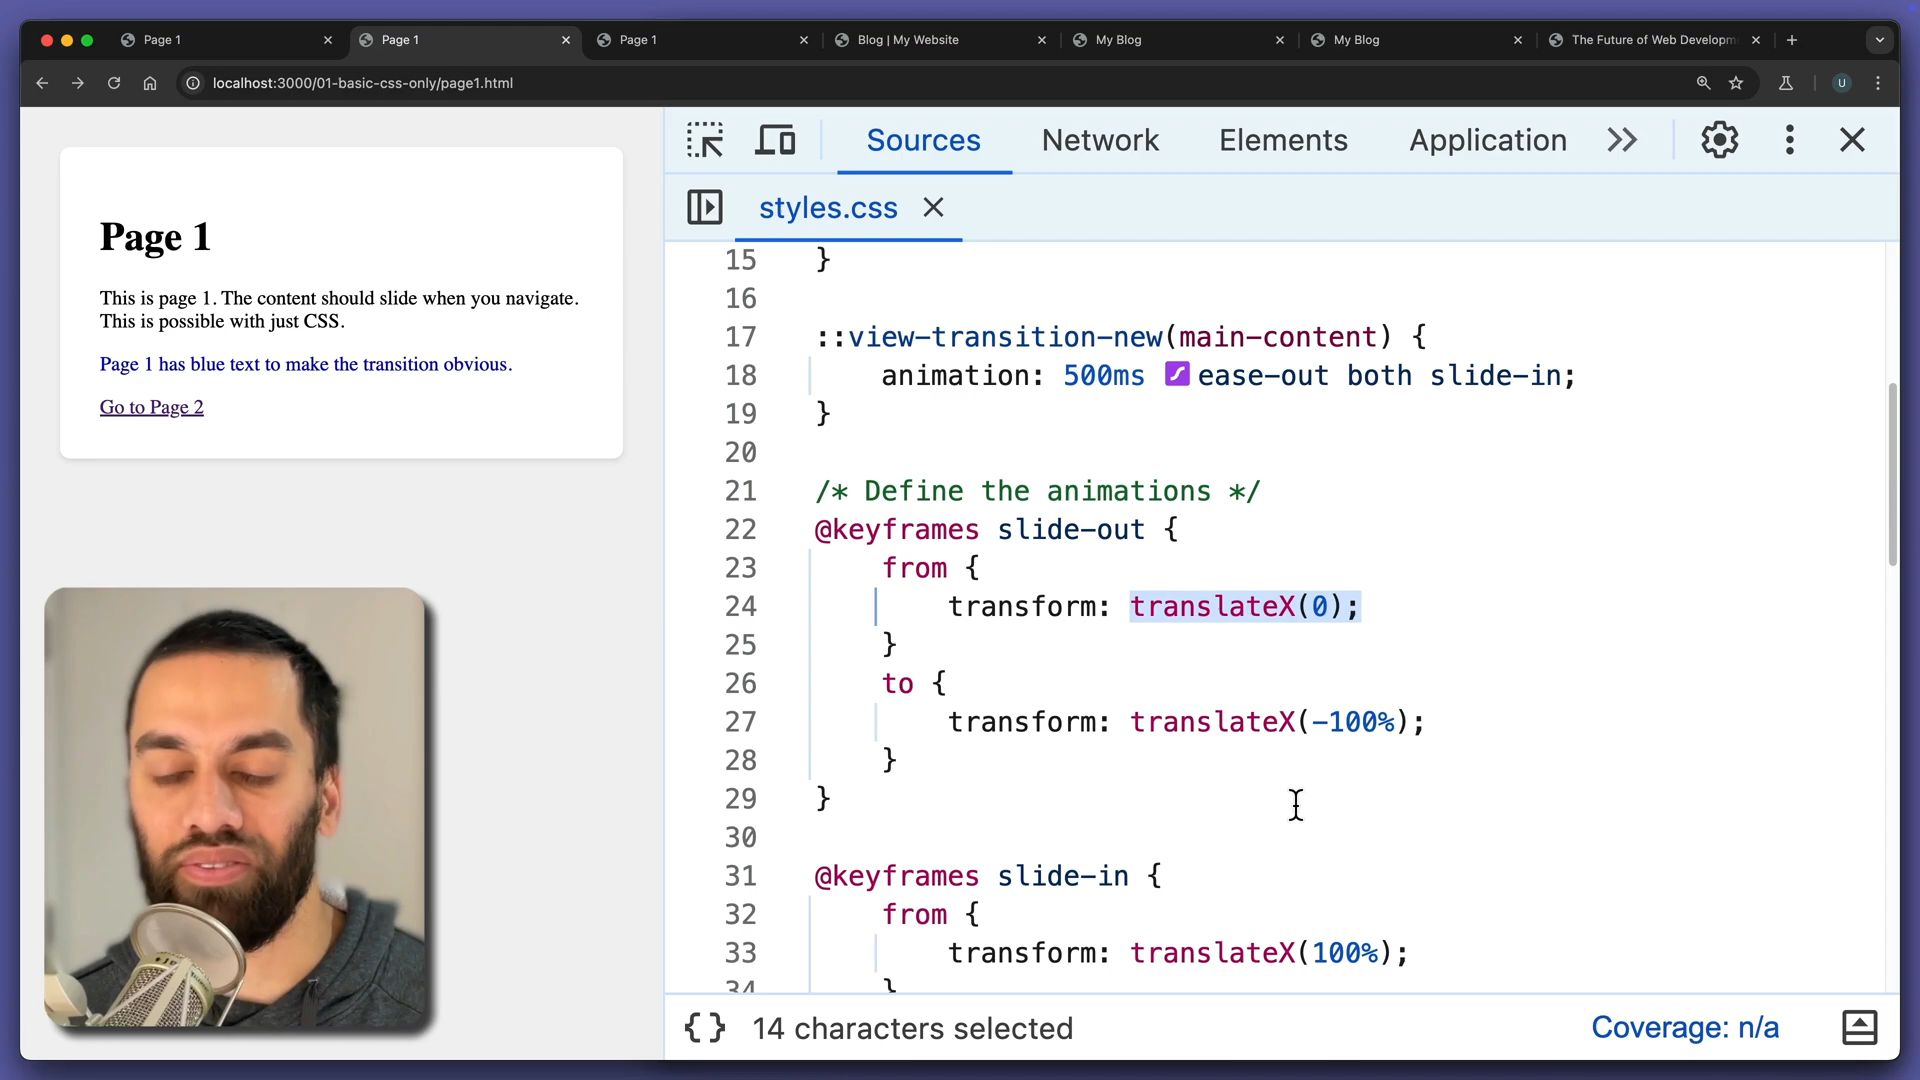 Page 1
Page 1
Page 1
Blog | My Website
My Blog
My Blog
The Future of Web Developm
localhost:3000/01-basic-css-only/page1.html
U
Page 1
This is page 1. The content should slide when you navigate.
This is possible with just CSS.
Page 1 has blue text to make the transition obvious.
Go to Page 2
Sources
Network
Elements
Application
styles.css
15 }
16
17 ::view-transition-new(main-content) {
18 animation: 500ms ease-out both slide-in;
19 }
20
21 /* Define the animations */
22 @keyframes slide-out {
23 from {
24 transform: translateX(0);
25 }
26 to {
27 transform: translateX(-100%);
28 }
29 }
30
31 @keyframes slide-in {
32 from {
33 transform: translateX(100%);
34 }
{ } 14 characters selected
Coverage: n/a